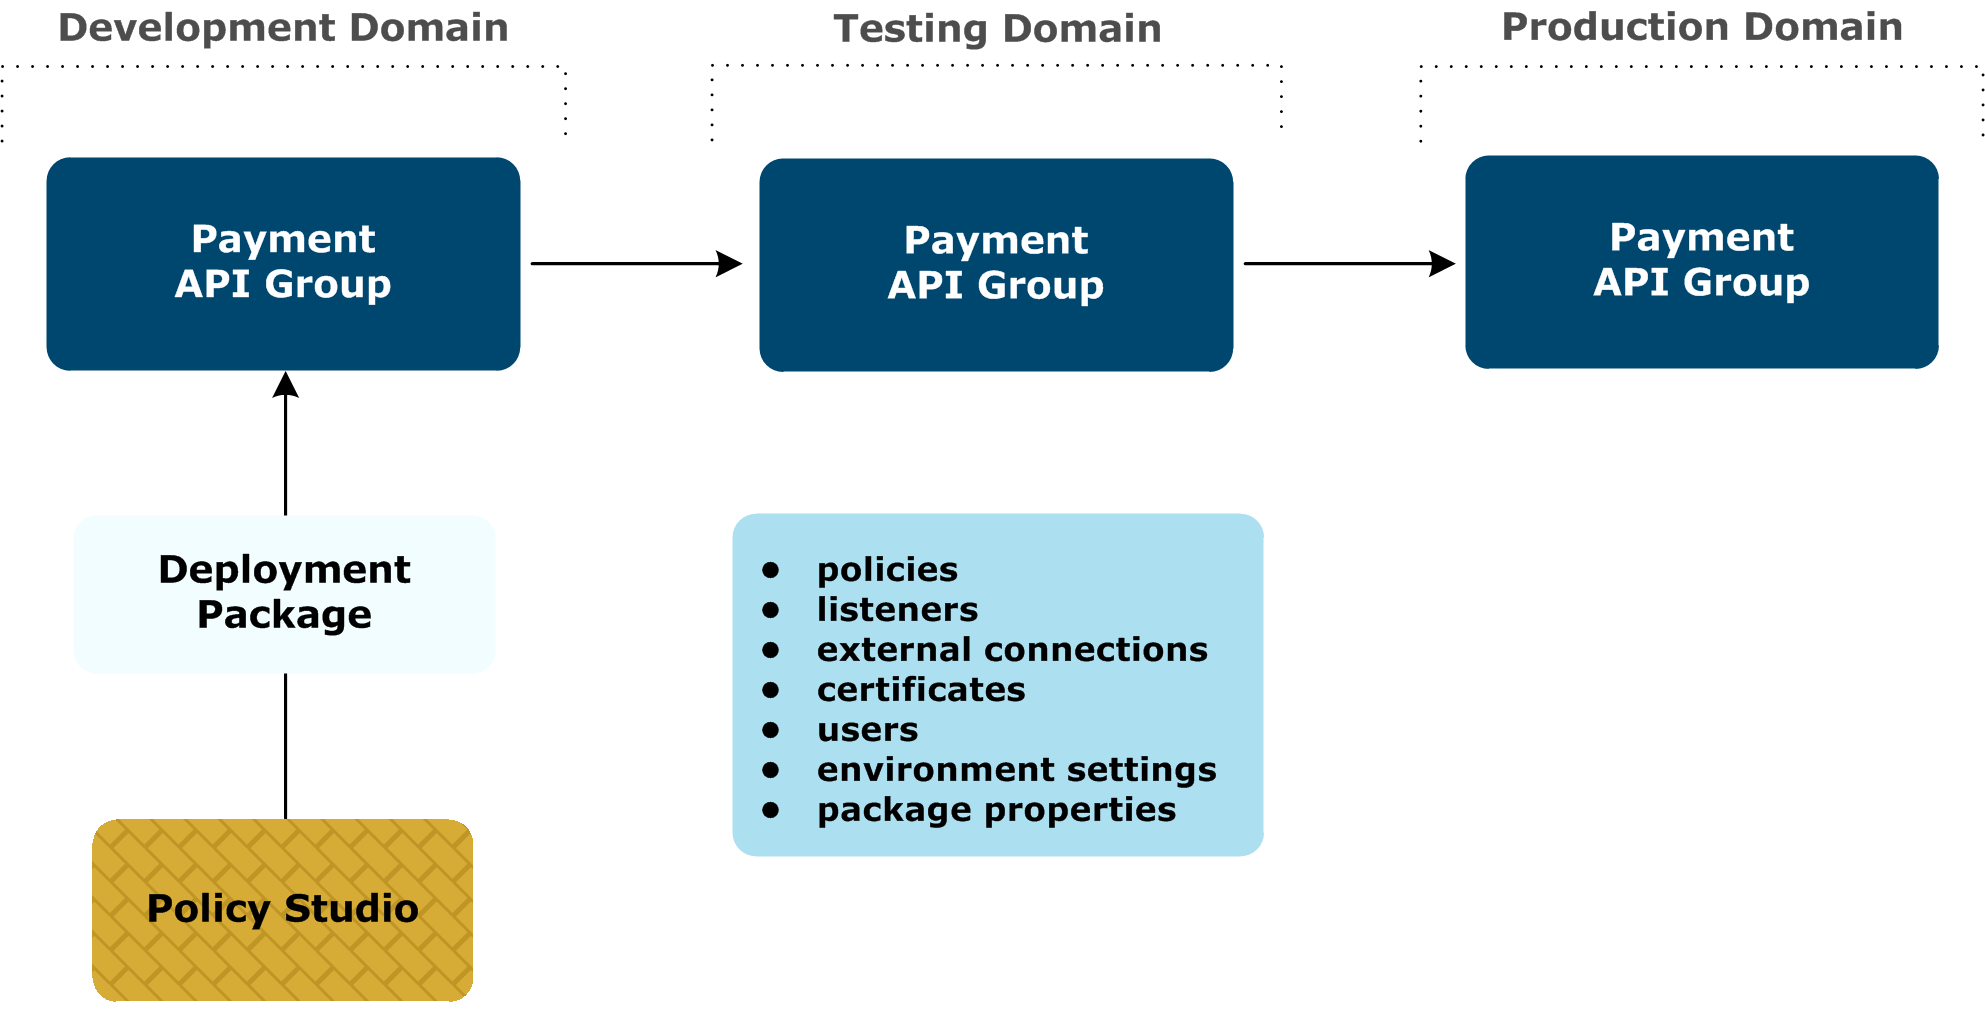 Development Domain
Testing Domain
Production Domain
Payment
API Group
Payment
API Group
Payment
API Group
Deployment
Package
• policies
• listeners
• external connections
• certificates
• users
• environment settings
• package properties
Policy Studio